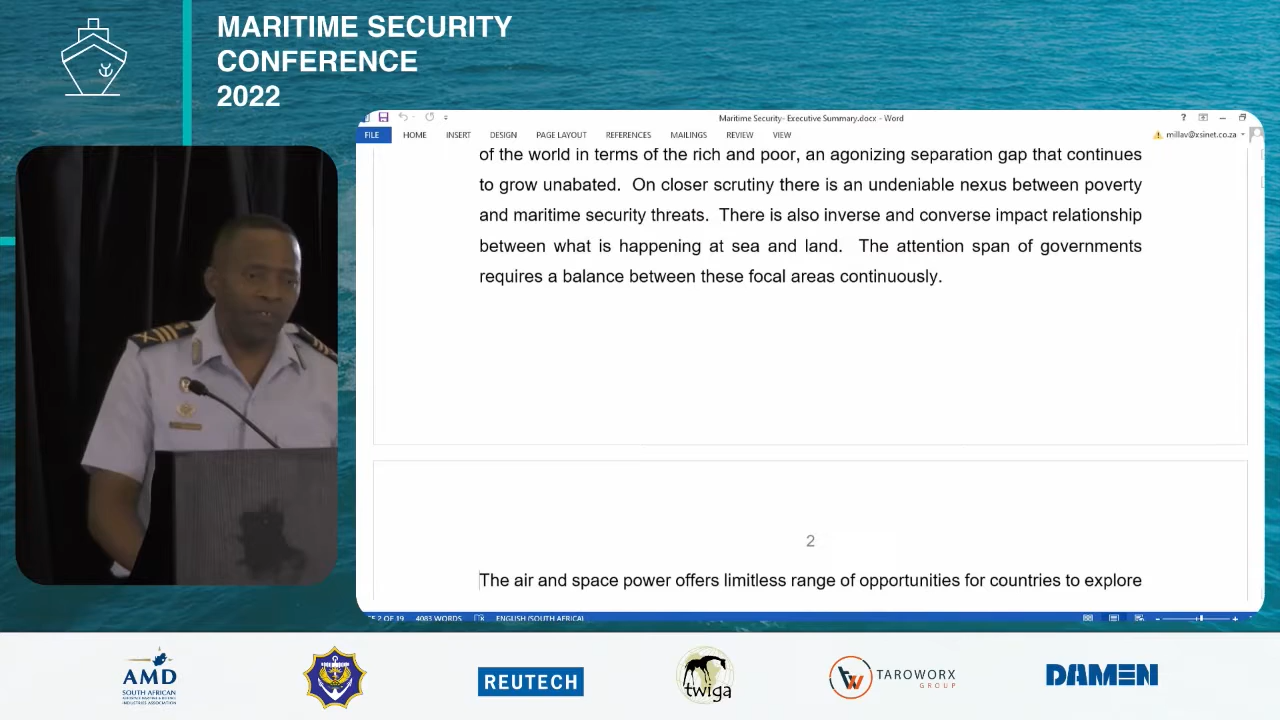 MARITIME SECURITY
CONFERENCE
2022
Maritime Security- Executive Summary.docx - Word
FILE HOME INSERT DESIGN PAGE LAYOUT REFERENCES MAILINGS REVIEW VIEW
millav@xsinet.co.za
of the world in terms of the rich and poor, an agonizing separation gap that continues
to grow unabated. On closer scrutiny there is an undeniable nexus between poverty
and maritime security threats. There is also inverse and converse impact relationship
between what is happening at sea and land. The attention span of governments
requires a balance between these focal areas continuously.
2
The air and space power offers limitless range of opportunities for countries to explore
2 OF 19 4083 WORDS ENGLISH (SOUTH AFRICA)
AMD
SOUTH AFRICAN
INDUSTRIES ASSOCIATION
REUTECH
twiga
TAROWORX
GROUP
DAMEN